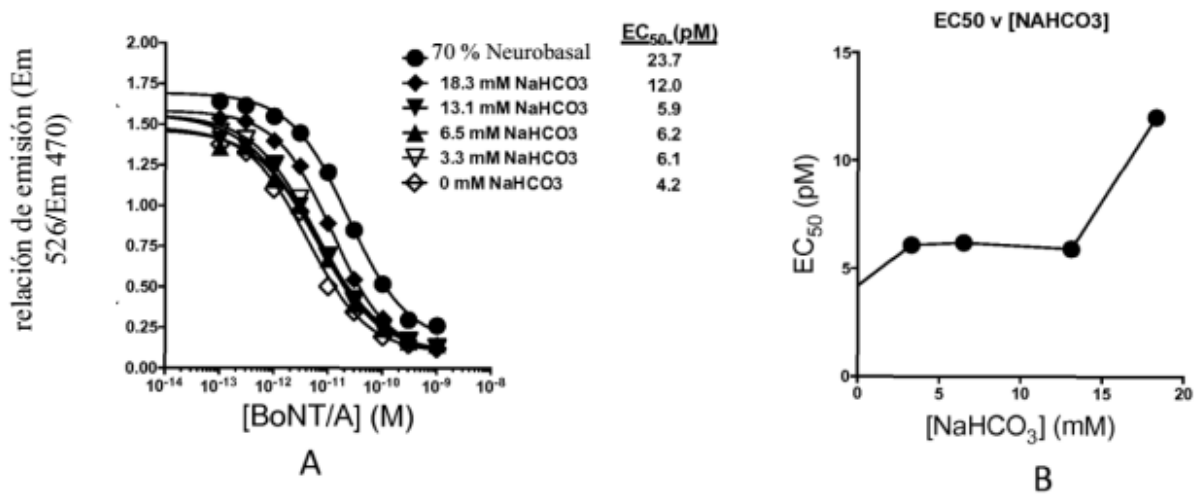 relación de emisión (Em
526/Em 470)
2.00
1.75
1.50
1.25
1.00
0.75
0.50
0.25
0.00
10-14
10-13
10-12
10-11
10-10
10-9
10-8
[BoNT/A] (M)
A
EC50 (pM)
70 % Neurobasal 23.7
18.3 mM NaHCO3 12.0
13.1 mM NaHCO3 5.9
6.5 mM NaHCO3 6.2
3.3 mM NaHCO3 6.1
0 mM NaHCO3 4.2
EC50 v [NAHCO3]
EC50 (pM)
15
10
5
0
0 5 10 15 20
[NaHCO3] (mM)
B